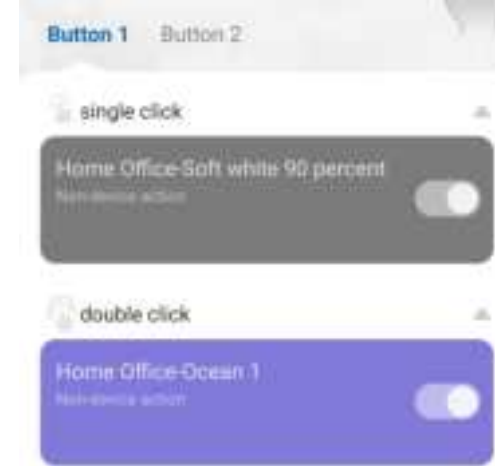 Button 1 Button 2
single click
Home Office-Soft white 90 percent
Non-device action
double click
Home Office-Ocean 1
Non-device action